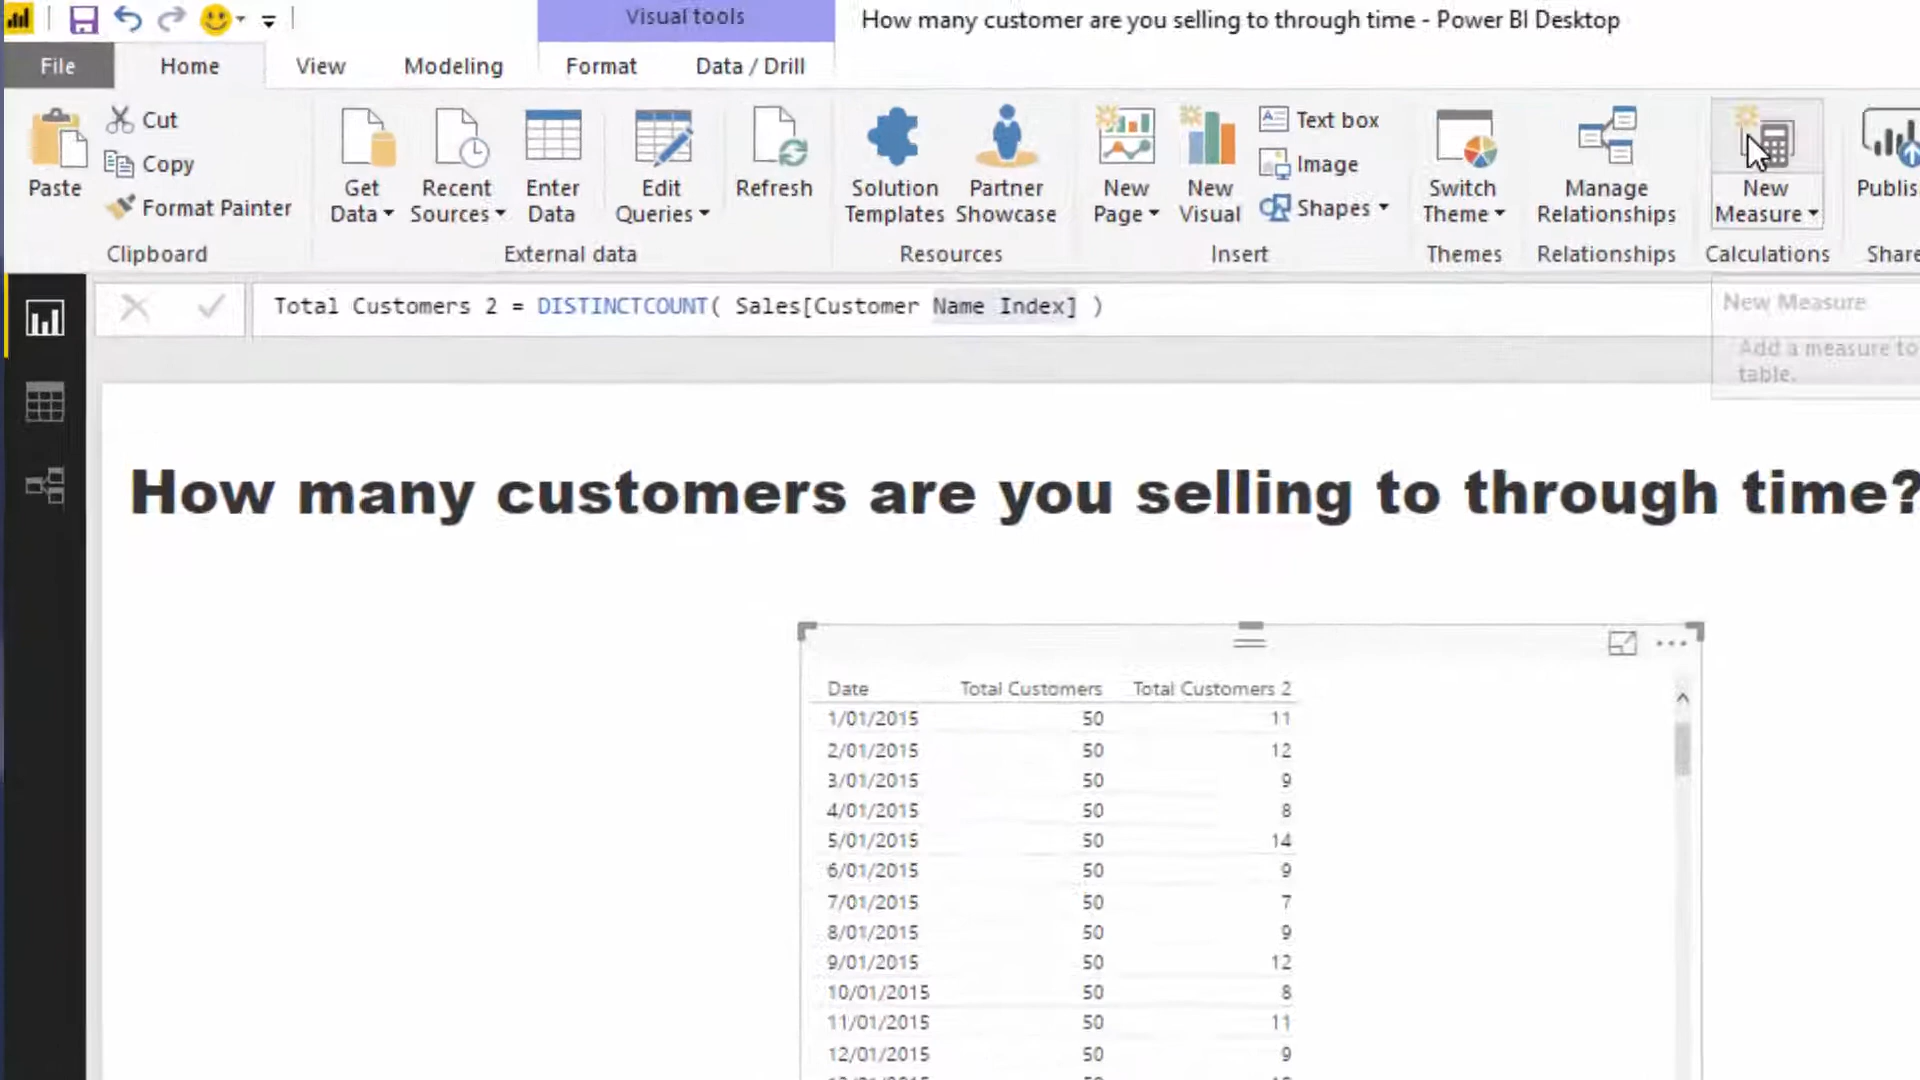 Visual tools
How many customer are you selling to through time - Power BI Desktop
File Home View Modeling Format Data / Drill
Paste
Cut
Copy
Format Painter
Clipboard
Get Data
Recent Sources
Enter Data
Edit Queries
Refresh
External data
Solution Templates
Partner Showcase
Resources
New Page
New Visual
Text box
Image
Shapes
Insert
Switch Theme
Themes
Manage Relationships
Relationships
New Measure
Calculations
Publis
Share
Total Customers 2 = DISTINCTCOUNT( Sales[Customer Name Index] )
New Measure
Add a measure to
table.
How many customers are you selling to through time?
Date Total Customers Total Customers 2
1/01/2015 50 11
2/01/2015 50 12
3/01/2015 50 9
4/01/2015 50 8
5/01/2015 50 14
6/01/2015 50 9
7/01/2015 50 7
8/01/2015 50 9
9/01/2015 50 12
10/01/2015 50 8
11/01/2015 50 11
12/01/2015 50 9